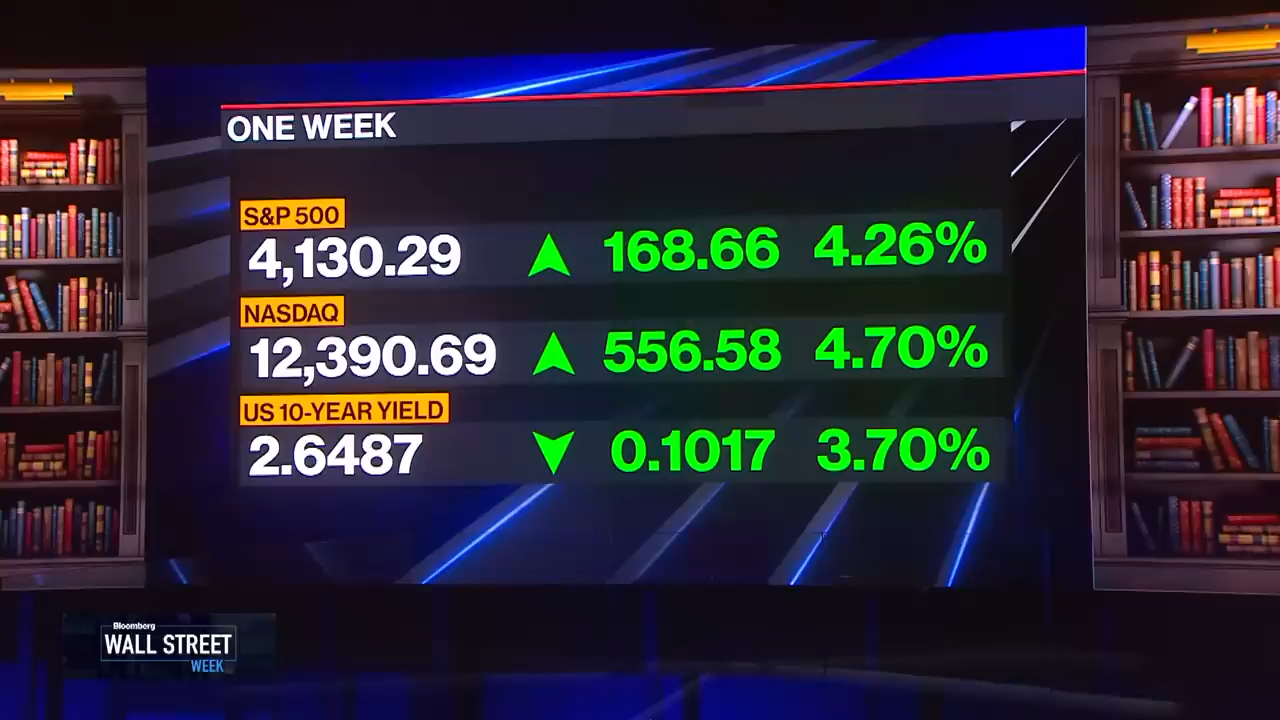 ONE WEEK
S&P 500
4,130.29 ▲ 168.66 4.26%
NASDAQ
12,390.69 ▲ 556.58 4.70%
US 10-YEAR YIELD
2.6487 ▼ 0.1017 3.70%
Bloomberg
WALL STREET
WEEK